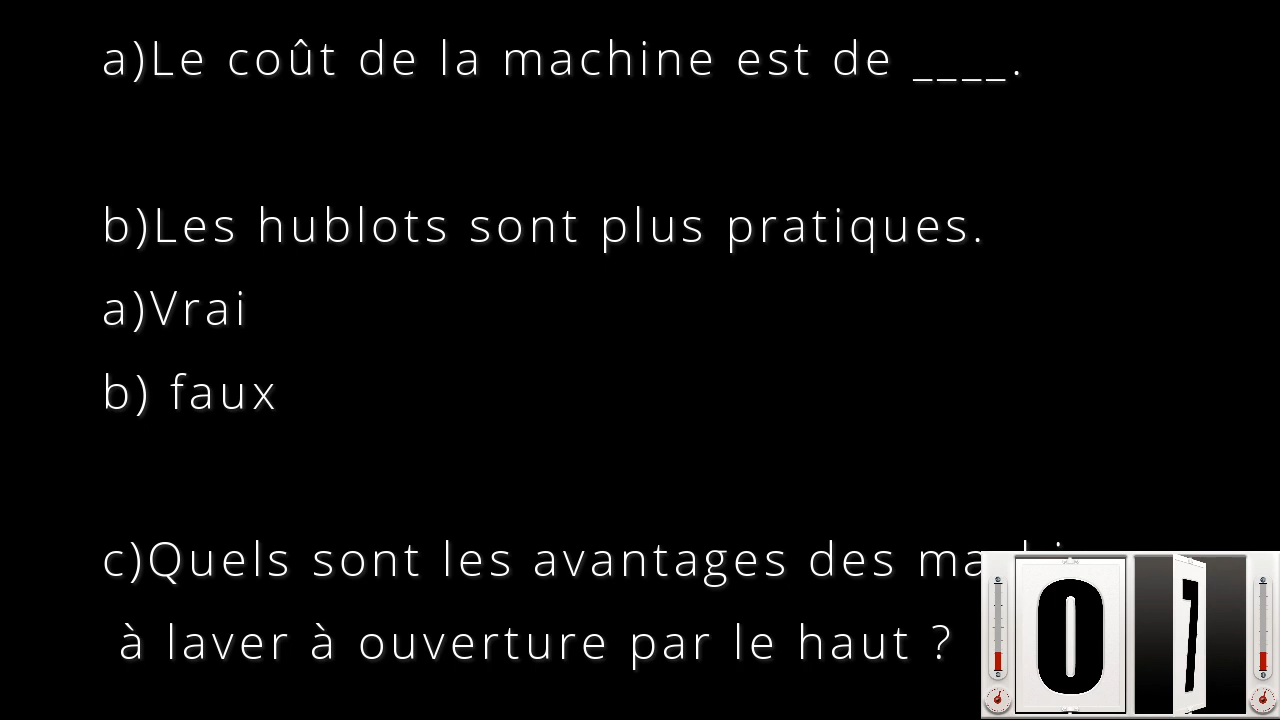 a)Le coût de la machine est de ____.
b)Les hublots sont plus pratiques.
a)Vrai
b) faux
c)Quels sont les avantages des
à laver à ouverture par le haut ?
0